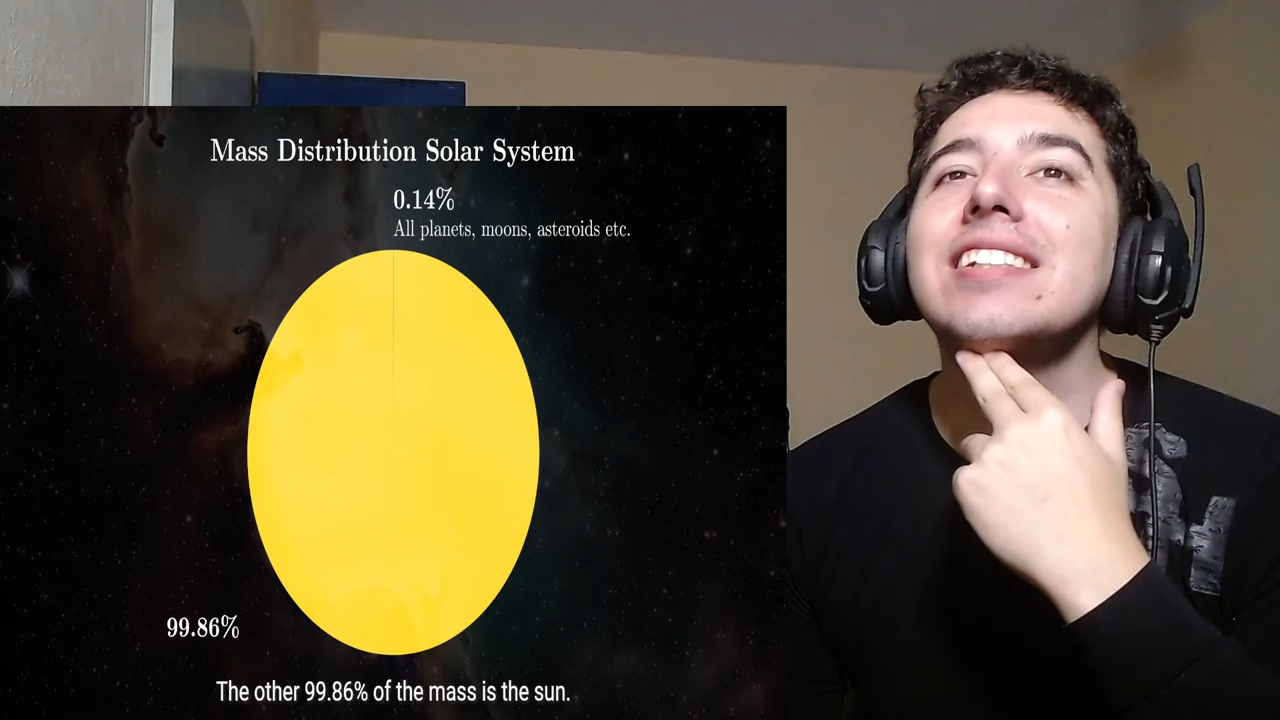 Mass Distribution Solar System
0.14%
All planets, moons, asteroids etc.
99.86%
The other 99.86% of the mass is the sun.